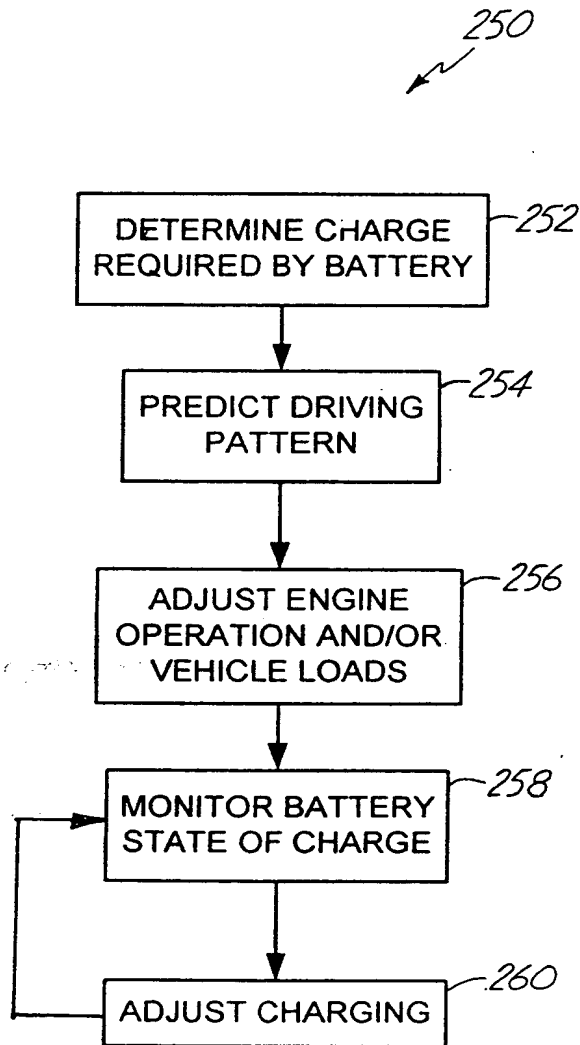 250
DETERMINE CHARGE
REQUIRED BY BATTERY
252
PREDICT DRIVING
PATTERN
254
ADJUST ENGINE
OPERATION AND/OR
VEHICLE LOADS
256
MONITOR BATTERY
STATE OF CHARGE
258
ADJUST CHARGING
260